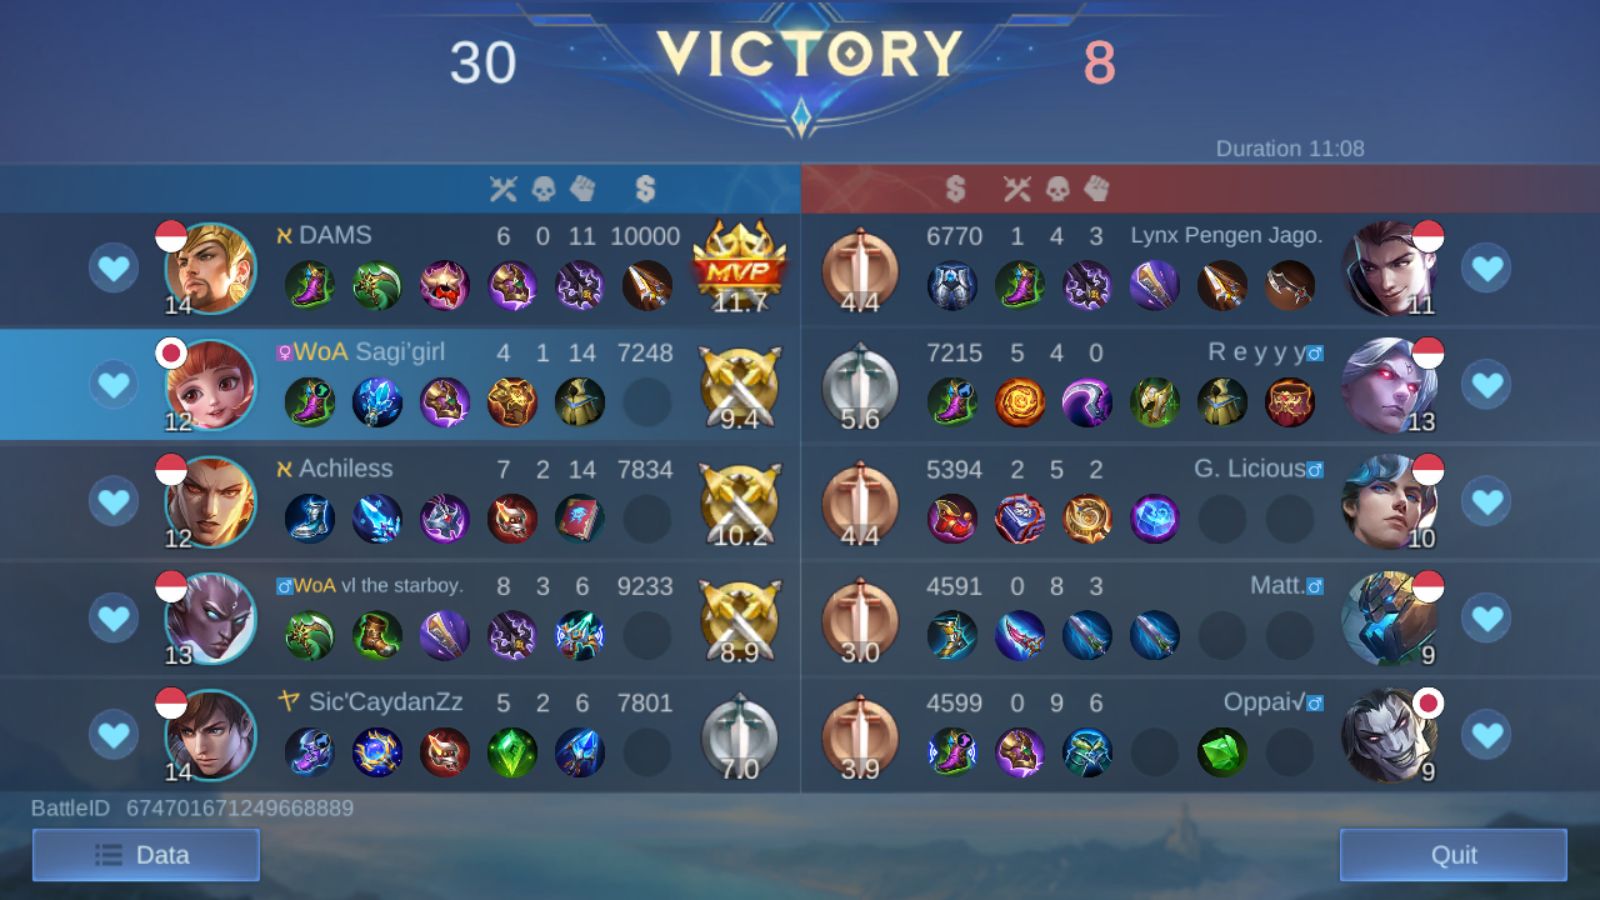 30 VICTORY 8
Duration 11:08
א DAMS 6 0 11 10000 MVP 11.7
14
4.4 6770 1 4 3 Lynx Pengen Jago.
11
WoA Sagi'girl 4 1 14 7248 9.4
12
5.6 7215 5 4 0 R e y y y
13
א Achiless 7 2 14 7834 10.2
12
4.4 5394 2 5 2 G. Licious
10
WoA vl the starboy. 8 3 6 9233 8.9
13
3.0 4591 0 8 3 Matt.
9
ヤ Sic'CaydanZz 5 2 6 7801 7.0
14
3.9 4599 0 9 6 Oppai√
9
BattleID 674701671249668889
Data
Quit